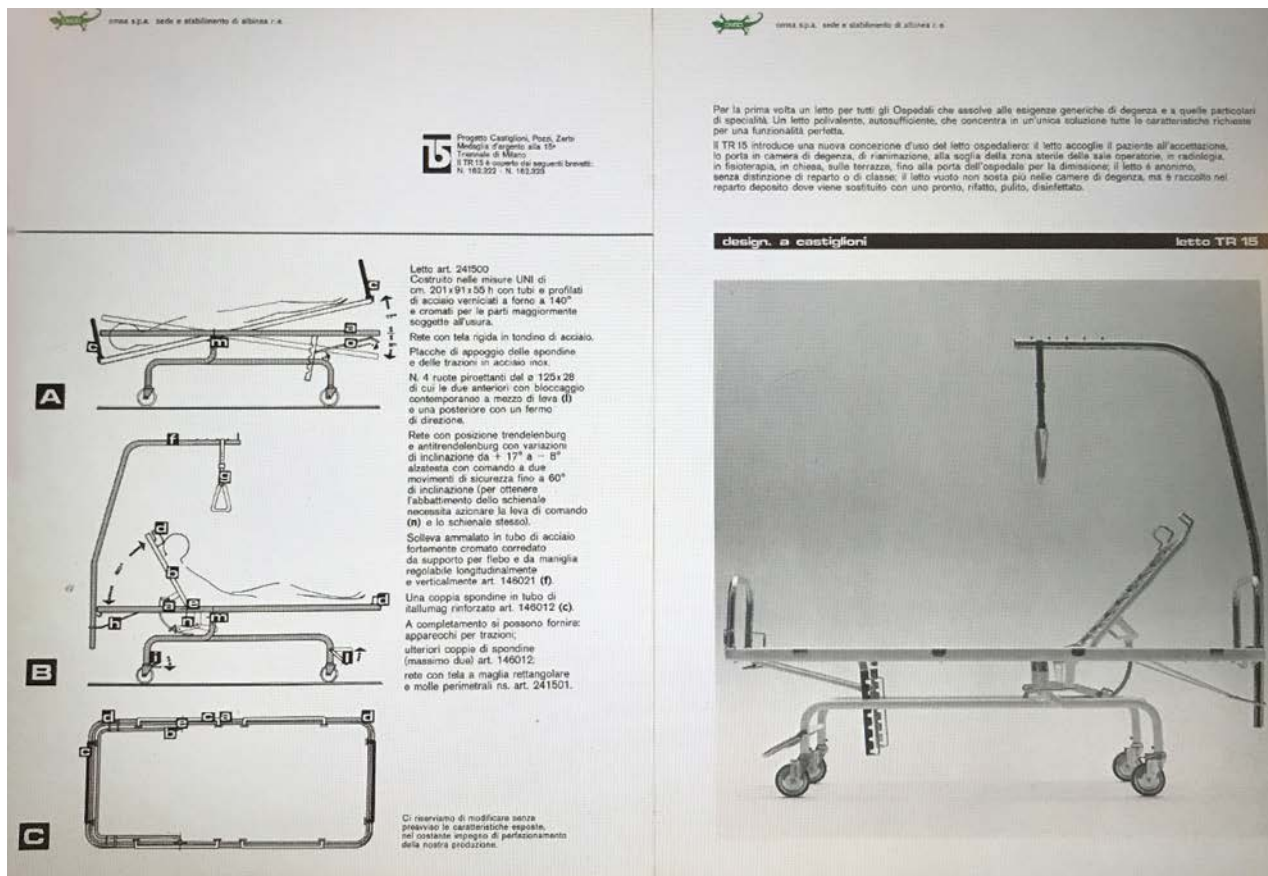 omsa s.p.a. sede e stabilimento di albinea r.e.
T5
Progetto Castiglioni, Pozzi, Zerbi
Medaglia d'argento alla 15ª
Triennale di Milano
Il TR 15 è coperto dai seguenti brevetti:
N. 162.322 - N. 162.323
A
c
c
m
e
o
Letto art. 241500
Costruito nelle misure UNI di
cm. 201x91x55 h con tubi e profilati
di acciaio verniciati a forno a 140°
e cromati per le parti maggiormente
soggette all'usura.
Rete con tela rigida in tondino di acciaio.
Placche di appoggio delle spondine
e delle trazioni in acciaio inox.
N. 4 ruote piroettanti del ø 125x28
di cui le due anteriori con bloccaggio
contemporaneo a mezzo di leva (l)
e una posteriore con un fermo
di direzione.
Rete con posizione trendelenburg
e antitrendelenburg con variazioni
di inclinazione da + 17° a - 8°
alzatesta con comando a due
movimenti di sicurezza fino a 60°
di inclinazione (per ottenere
l'abbattimento dello schienale
necessita azionare la leva di comando
(n) e lo schienale stesso).
Solleva ammalato in tubo di acciaio
fortemente cromato corredato
da supporto per flebo e da maniglia
regolabile longitudinalmente
e verticalmente art. 146021 (f).
Una coppia spondine in tubo di
itallumag rinforzato art. 146012 (c).
A completamento si possono fornire:
apparecchi per trazioni;
ulteriori coppie di spondine
(massimo due) art. 146012;
rete con tela a maglia rettangolare
e molle perimetrali ns. art. 241501.
B
f
g
d
b
a
e
d
h
n
m
l
C
d
c
d
b
c
Ci riserviamo di modificare senza
preavviso le caratteristiche esposte,
nel costante impegno di perfezionamento
della nostra produzione.
omsa s.p.a. sede e stabilimento di albinea r.e.
Per la prima volta un letto per tutti gli Ospedali che assolve alle esigenze generiche di degenza e a quelle particolari
di specialità. Un letto polivalente, autosufficiente, che concentra in un'unica soluzione tutte le caratteristiche richieste
per una funzionalità perfetta.
Il TR 15 introduce una nuova concezione d'uso del letto ospedaliero: il letto accoglie il paziente all'accettazione,
lo porta in camera di degenza, di rianimazione, alla soglia della zona sterile delle sale operatorie, in radiologia,
in fisioterapia, in chiesa, sulle terrazze, fino alla porta dell'ospedale per la dimissione; il letto è anonimo,
senza distinzione di reparto o di classe; il letto vuoto non sosta più nelle camere di degenza, ma è raccolto nel
reparto deposito dove viene sostituito con uno pronto, rifatto, pulito, disinfettato.
design. a castiglioni letto TR 15